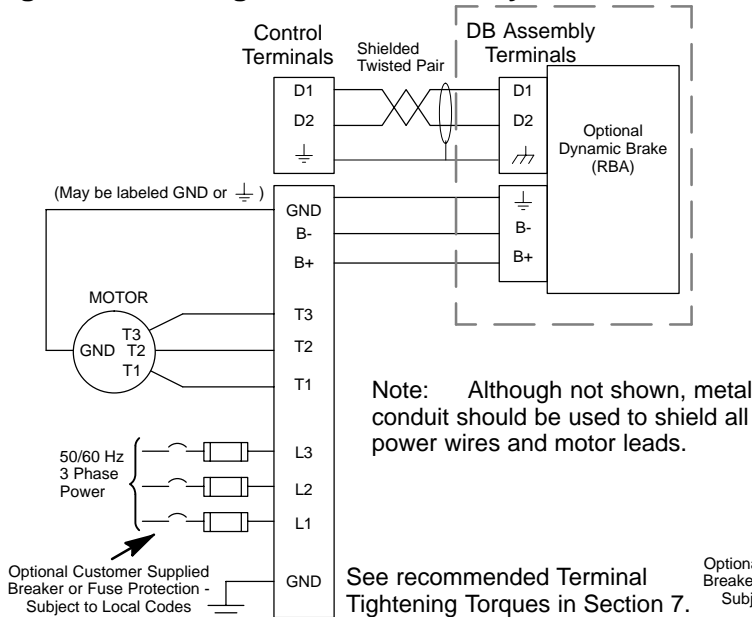 Control
Terminals
Shielded
Twisted Pair
DB Assembly
Terminals
D1
D2
D1
D2
Optional
Dynamic Brake
(RBA)
(May be labeled GND or ⏚ )
GND
B-
B+
B-
B+
MOTOR
GND
T3
T2
T1
T3
T2
T1
50/60 Hz
3 Phase
Power
L3
L2
L1
Note: Although not shown, metal
conduit should be used to shield all
power wires and motor leads.
Optional Customer Supplied
Breaker or Fuse Protection -
Subject to Local Codes
GND
See recommended Terminal
Tightening Torques in Section 7.